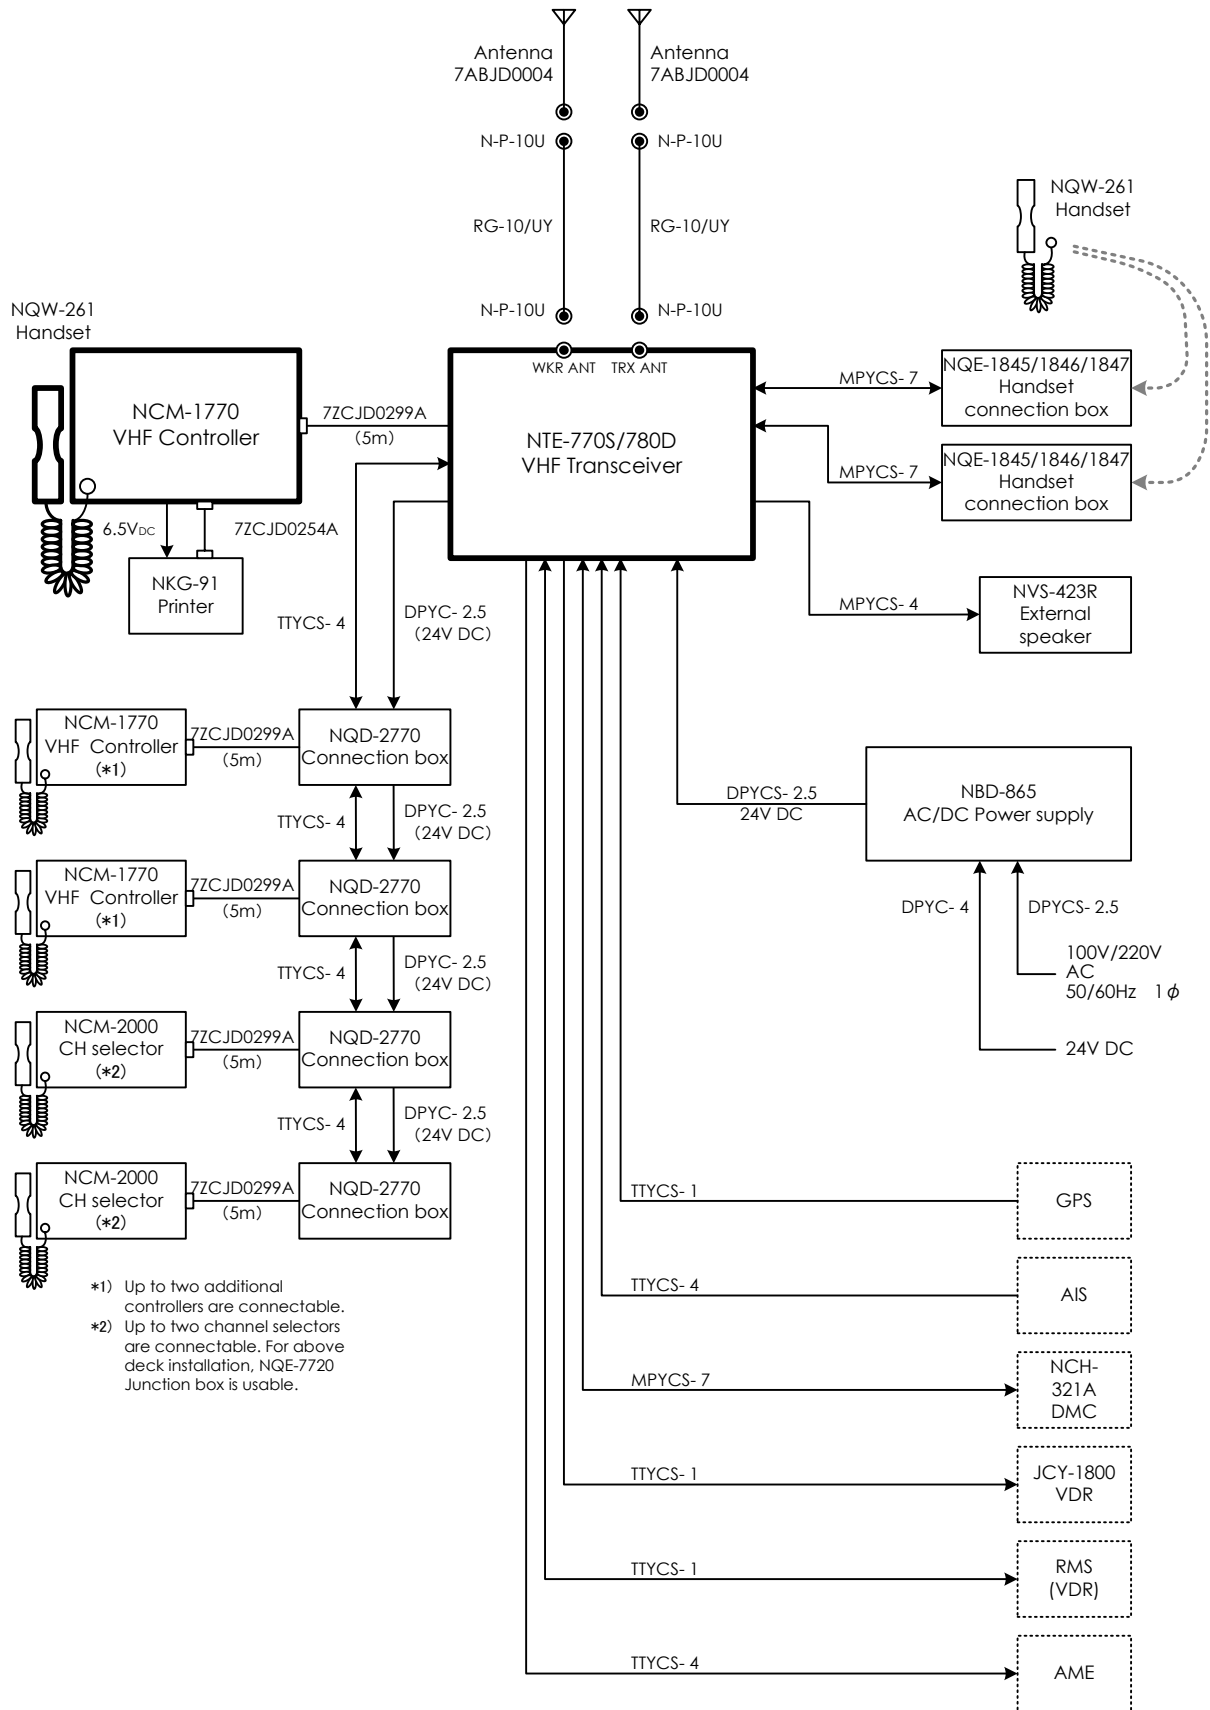 Antenna
7ABJD0004
Antenna
7ABJD0004
N-P-10U
N-P-10U
RG-10/UY
RG-10/UY
N-P-10U
N-P-10U
NQW-261
Handset
NQW-261
Handset
WKR ANT
TRX ANT
NCM-1770
VHF Controller
7ZCJD0299A
(5m)
NTE-770S/780D
VHF Transceiver
MPYCS- 7
NQE-1845/1846/1847
Handset
connection box
MPYCS- 7
NQE-1845/1846/1847
Handset
connection box
6.5VDC
7ZCJD0254A
NKG-91
Printer
TTYCS- 4
DPYC- 2.5
(24V DC)
MPYCS- 4
NVS-423R
External
speaker
NCM-1770
VHF Controller
(*1)
7ZCJD0299A
(5m)
NQD-2770
Connection box
TTYCS- 4
DPYC- 2.5
(24V DC)
DPYCS- 2.5
24V DC
NBD-865
AC/DC Power supply
NCM-1770
VHF Controller
(*1)
7ZCJD0299A
(5m)
NQD-2770
Connection box
DPYC- 4
DPYCS- 2.5
TTYCS- 4
DPYC- 2.5
(24V DC)
100V/220V
AC
50/60Hz 1φ
24V DC
NCM-2000
CH selector
(*2)
7ZCJD0299A
(5m)
NQD-2770
Connection box
TTYCS- 4
DPYC- 2.5
(24V DC)
NCM-2000
CH selector
(*2)
7ZCJD0299A
(5m)
NQD-2770
Connection box
TTYCS- 1
GPS
*1) Up to two additional
controllers are connectable.
*2) Up to two channel selectors
are connectable. For above
deck installation, NQE-7720
Junction box is usable.
TTYCS- 4
AIS
MPYCS- 7
NCH-
321A
DMC
TTYCS- 1
JCY-1800
VDR
TTYCS- 1
RMS
(VDR)
TTYCS- 4
AME